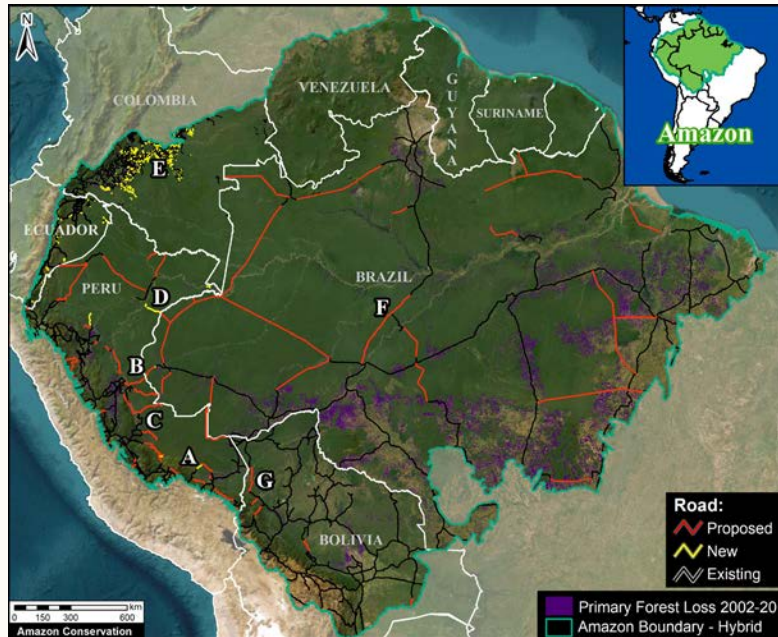 N
COLOMBIA
VENEZUELA
GUYANA
SURINAME
Amazon
E
ECUADOR
PERU
D
BRAZIL
F
B
C
A
G
BOLIVIA
Road:
Proposed
New
Existing
km
0 150 300 600
Amazon Conservation
Primary Forest Loss 2002-20
Amazon Boundary - Hybrid